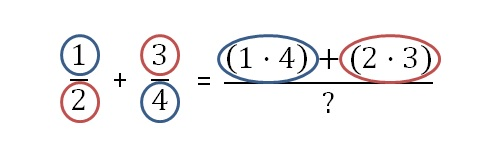 1/2 + 3/4 = (1 · 4)+(2 · 3)/?